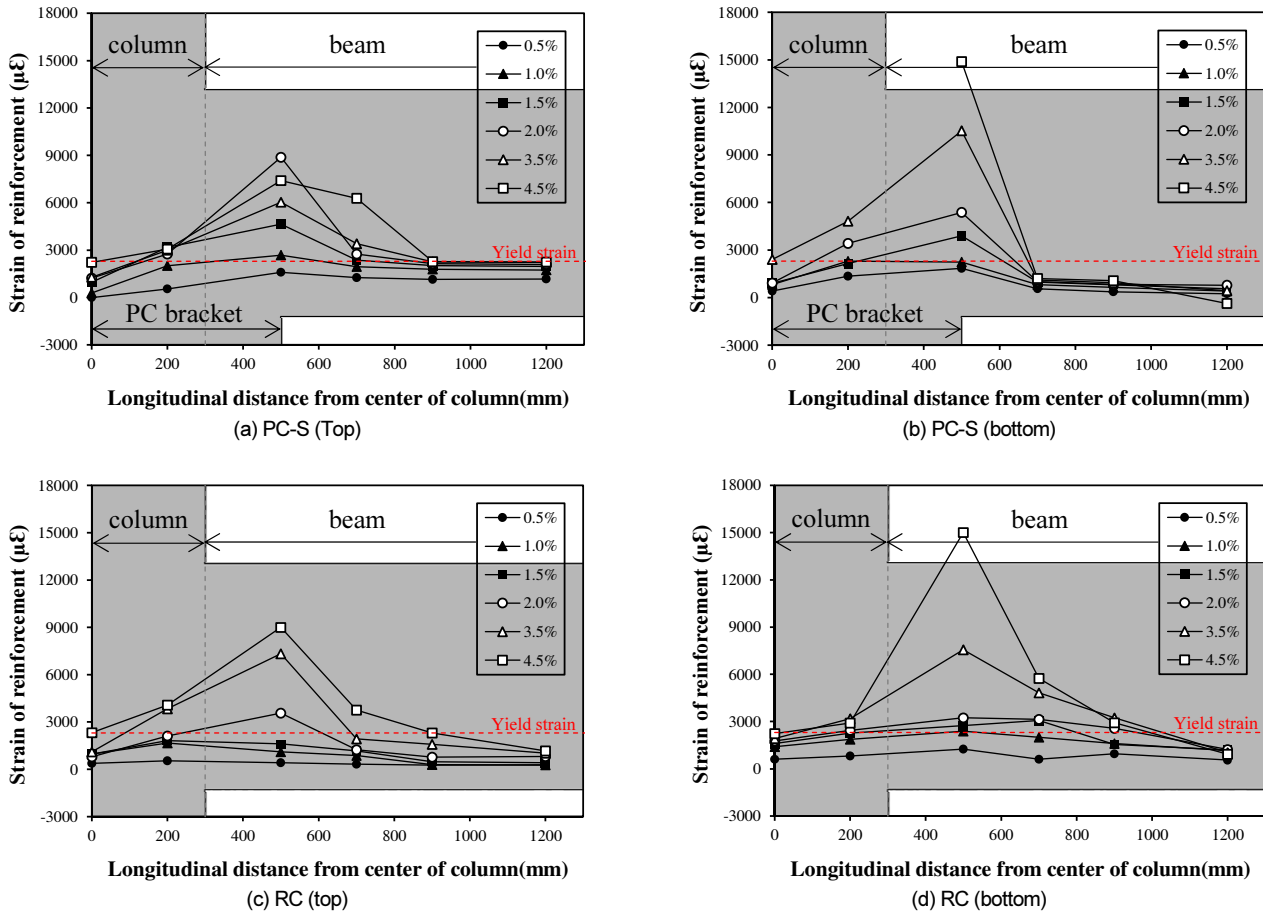 18000
15000
12000
9000
6000
3000
0
-3000
column
beam
0.5%
1.0%
1.5%
2.0%
3.5%
4.5%
Yield strain
PC bracket
0 200 400 600 800 1000 1200
Strain of reinforcement (µƐ)
Longitudinal distance from center of column(mm)
(a) PC-S (Top)
18000
15000
12000
9000
6000
3000
0
-3000
column
beam
0.5%
1.0%
1.5%
2.0%
3.5%
4.5%
Yield strain
PC bracket
0 200 400 600 800 1000 1200
Strain of reinforcement (µƐ)
Longitudinal distance from center of column(mm)
(b) PC-S (bottom)
18000
15000
12000
9000
6000
3000
0
-3000
column
beam
0.5%
1.0%
1.5%
2.0%
3.5%
4.5%
Yield strain
0 200 400 600 800 1000 1200
Strain of reinforcement (µƐ)
Longitudinal distance from center of column(mm)
(c) RC (top)
18000
15000
12000
9000
6000
3000
0
-3000
column
beam
0.5%
1.0%
1.5%
2.0%
3.5%
4.5%
Yield strain
0 200 400 600 800 1000 1200
Strain of reinforcement (µƐ)
Longitudinal distance from center of column(mm)
(d) RC (bottom)